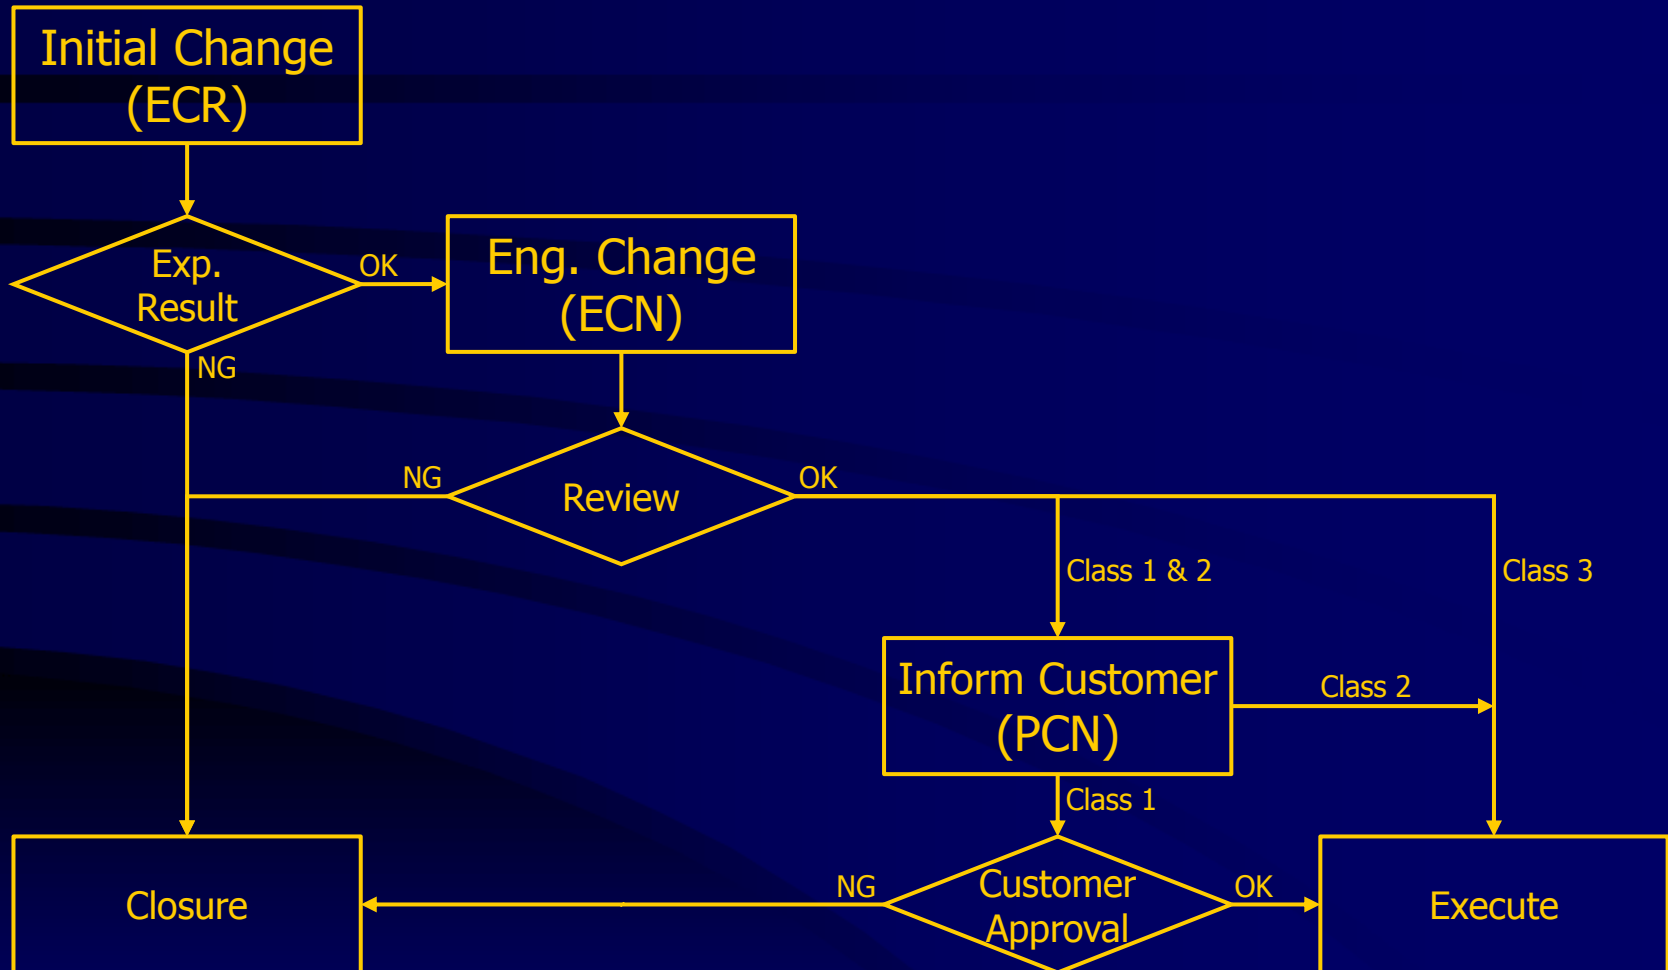 Initial Change
(ECR)
Exp.
Result
OK
Eng. Change
(ECN)
NG
NG
Review
OK
Class 1 & 2
Class 3
Inform Customer
(PCN)
Class 2
Class 1
Closure
NG
Customer
Approval
OK
Execute